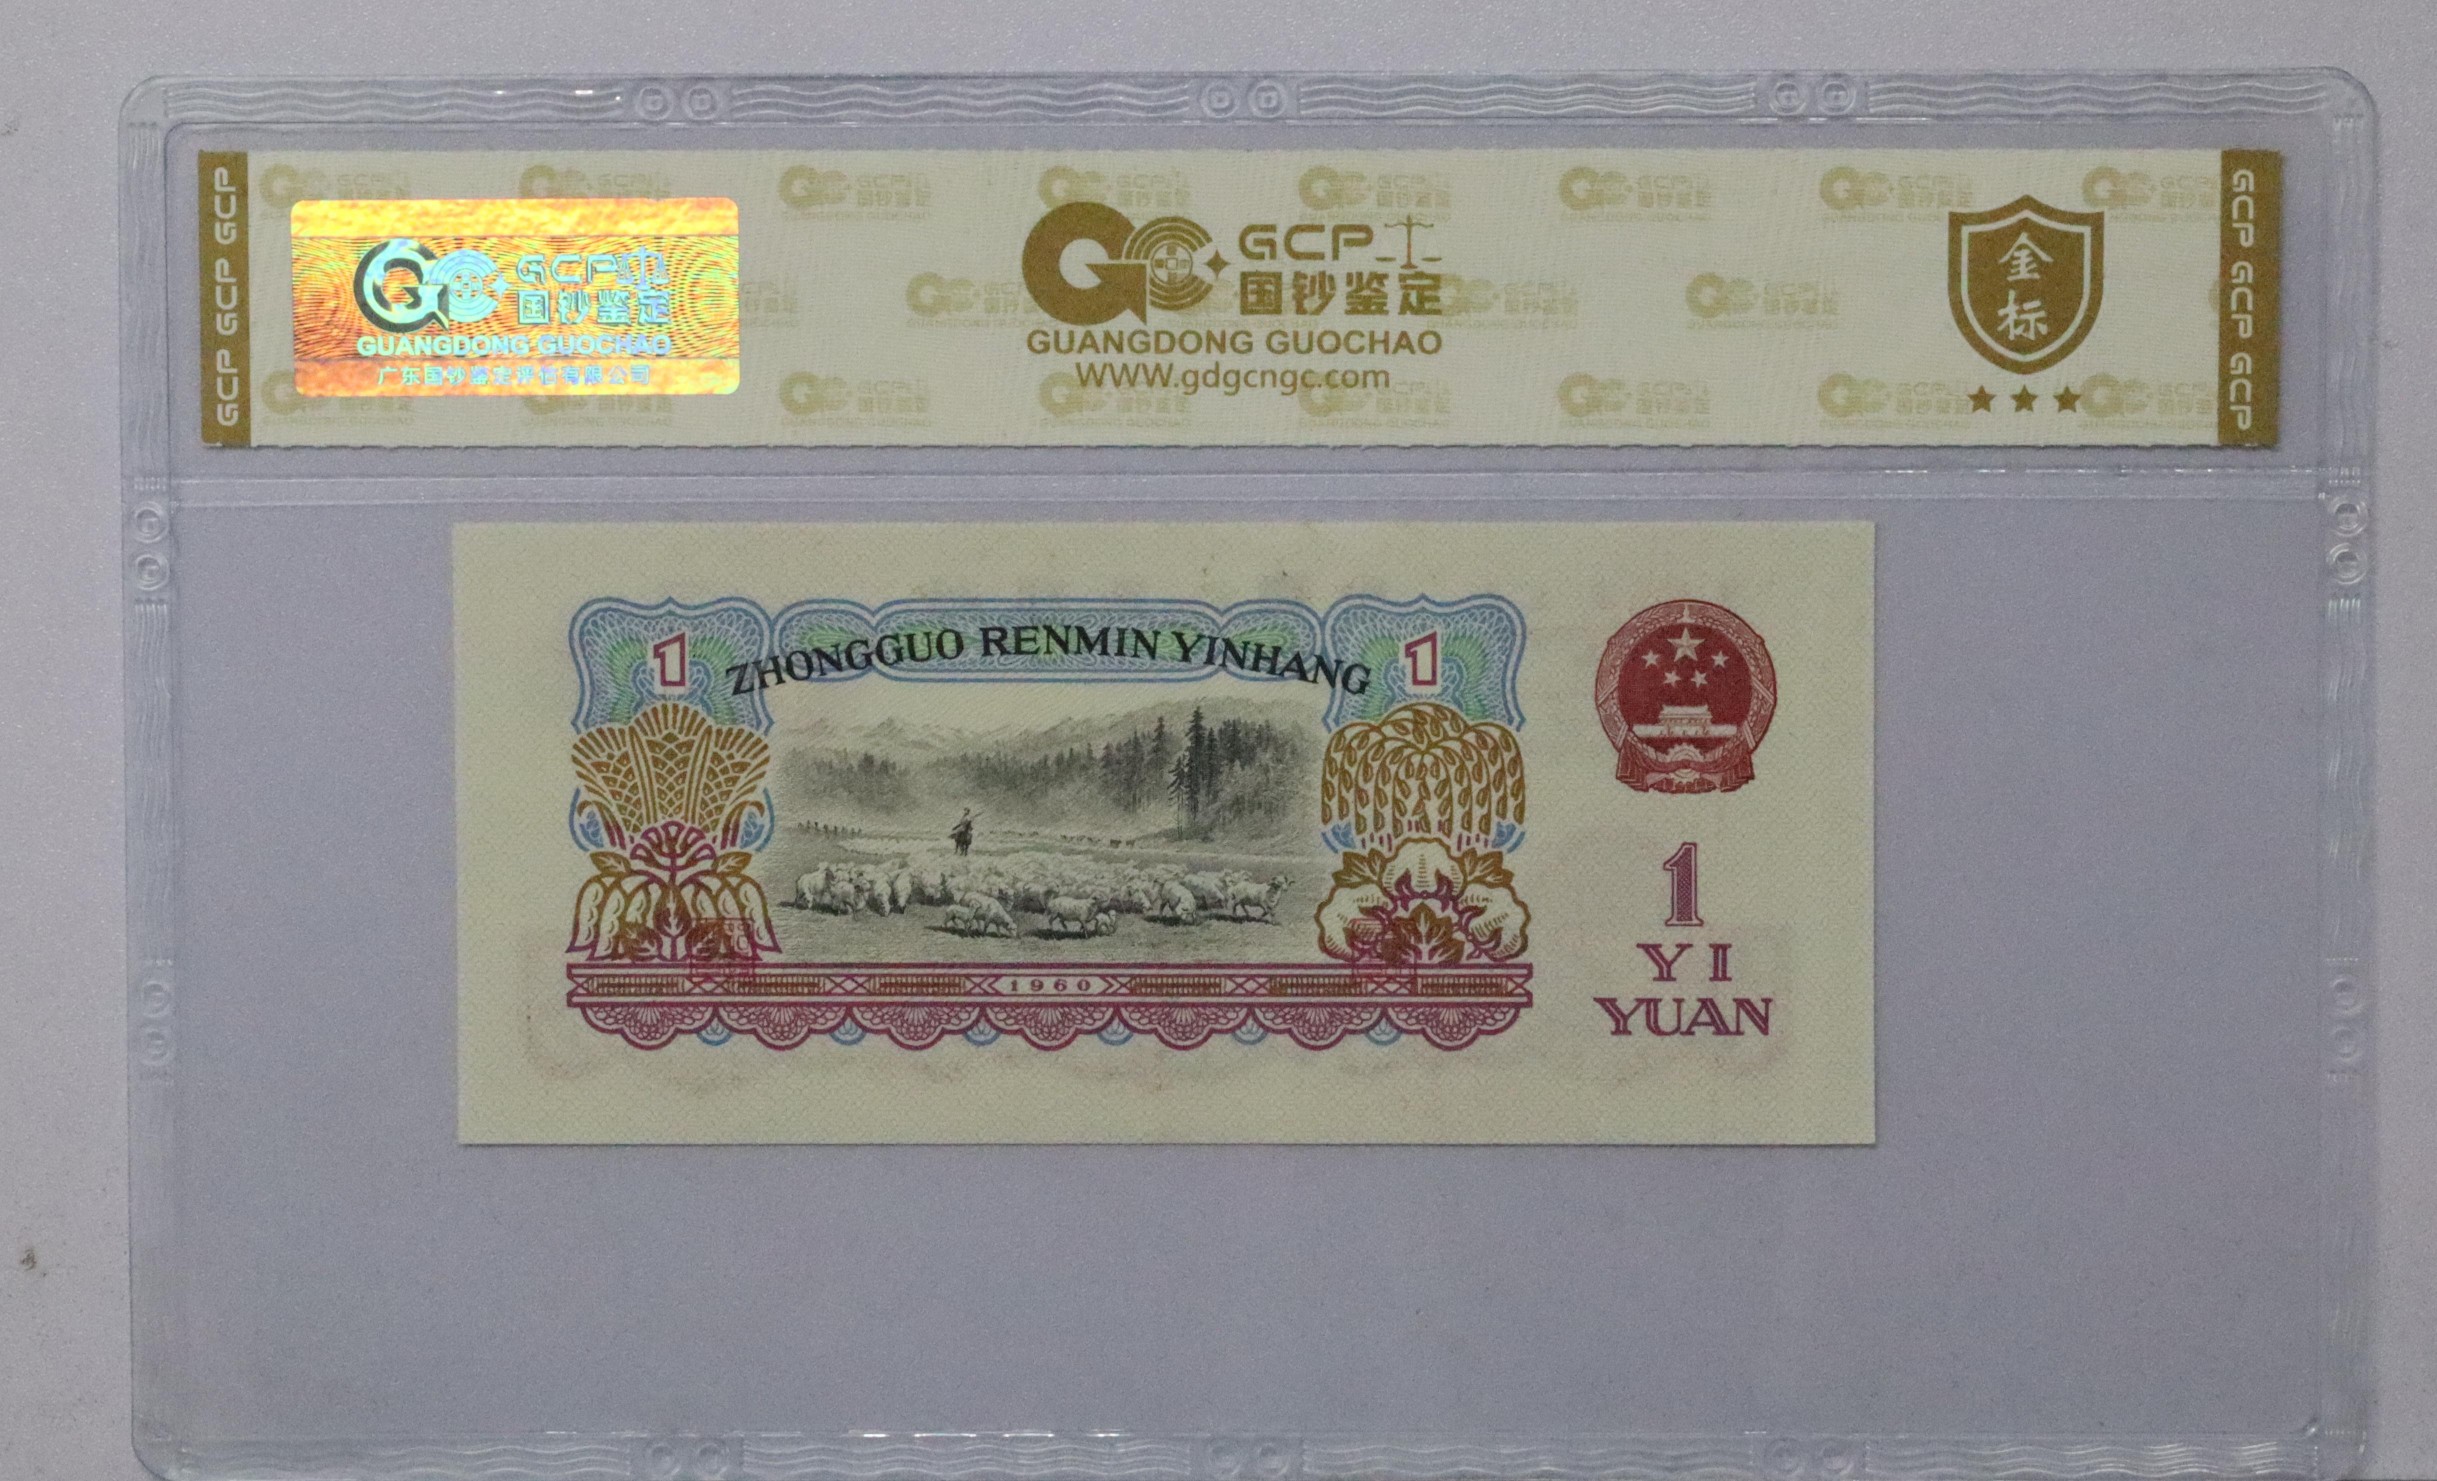 GCP GCP GCP
GCP
国钞鉴定
GUANGDONG GUOCHAO
广东国钞鉴定评估有限公司
GCP
国钞鉴定
GUANGDONG GUOCHAO
www.gdgcngc.com
金
标
GCP GCP GCP
1
ZHONGGUO RENMIN YINHANG
1
1960
1
YI
YUAN